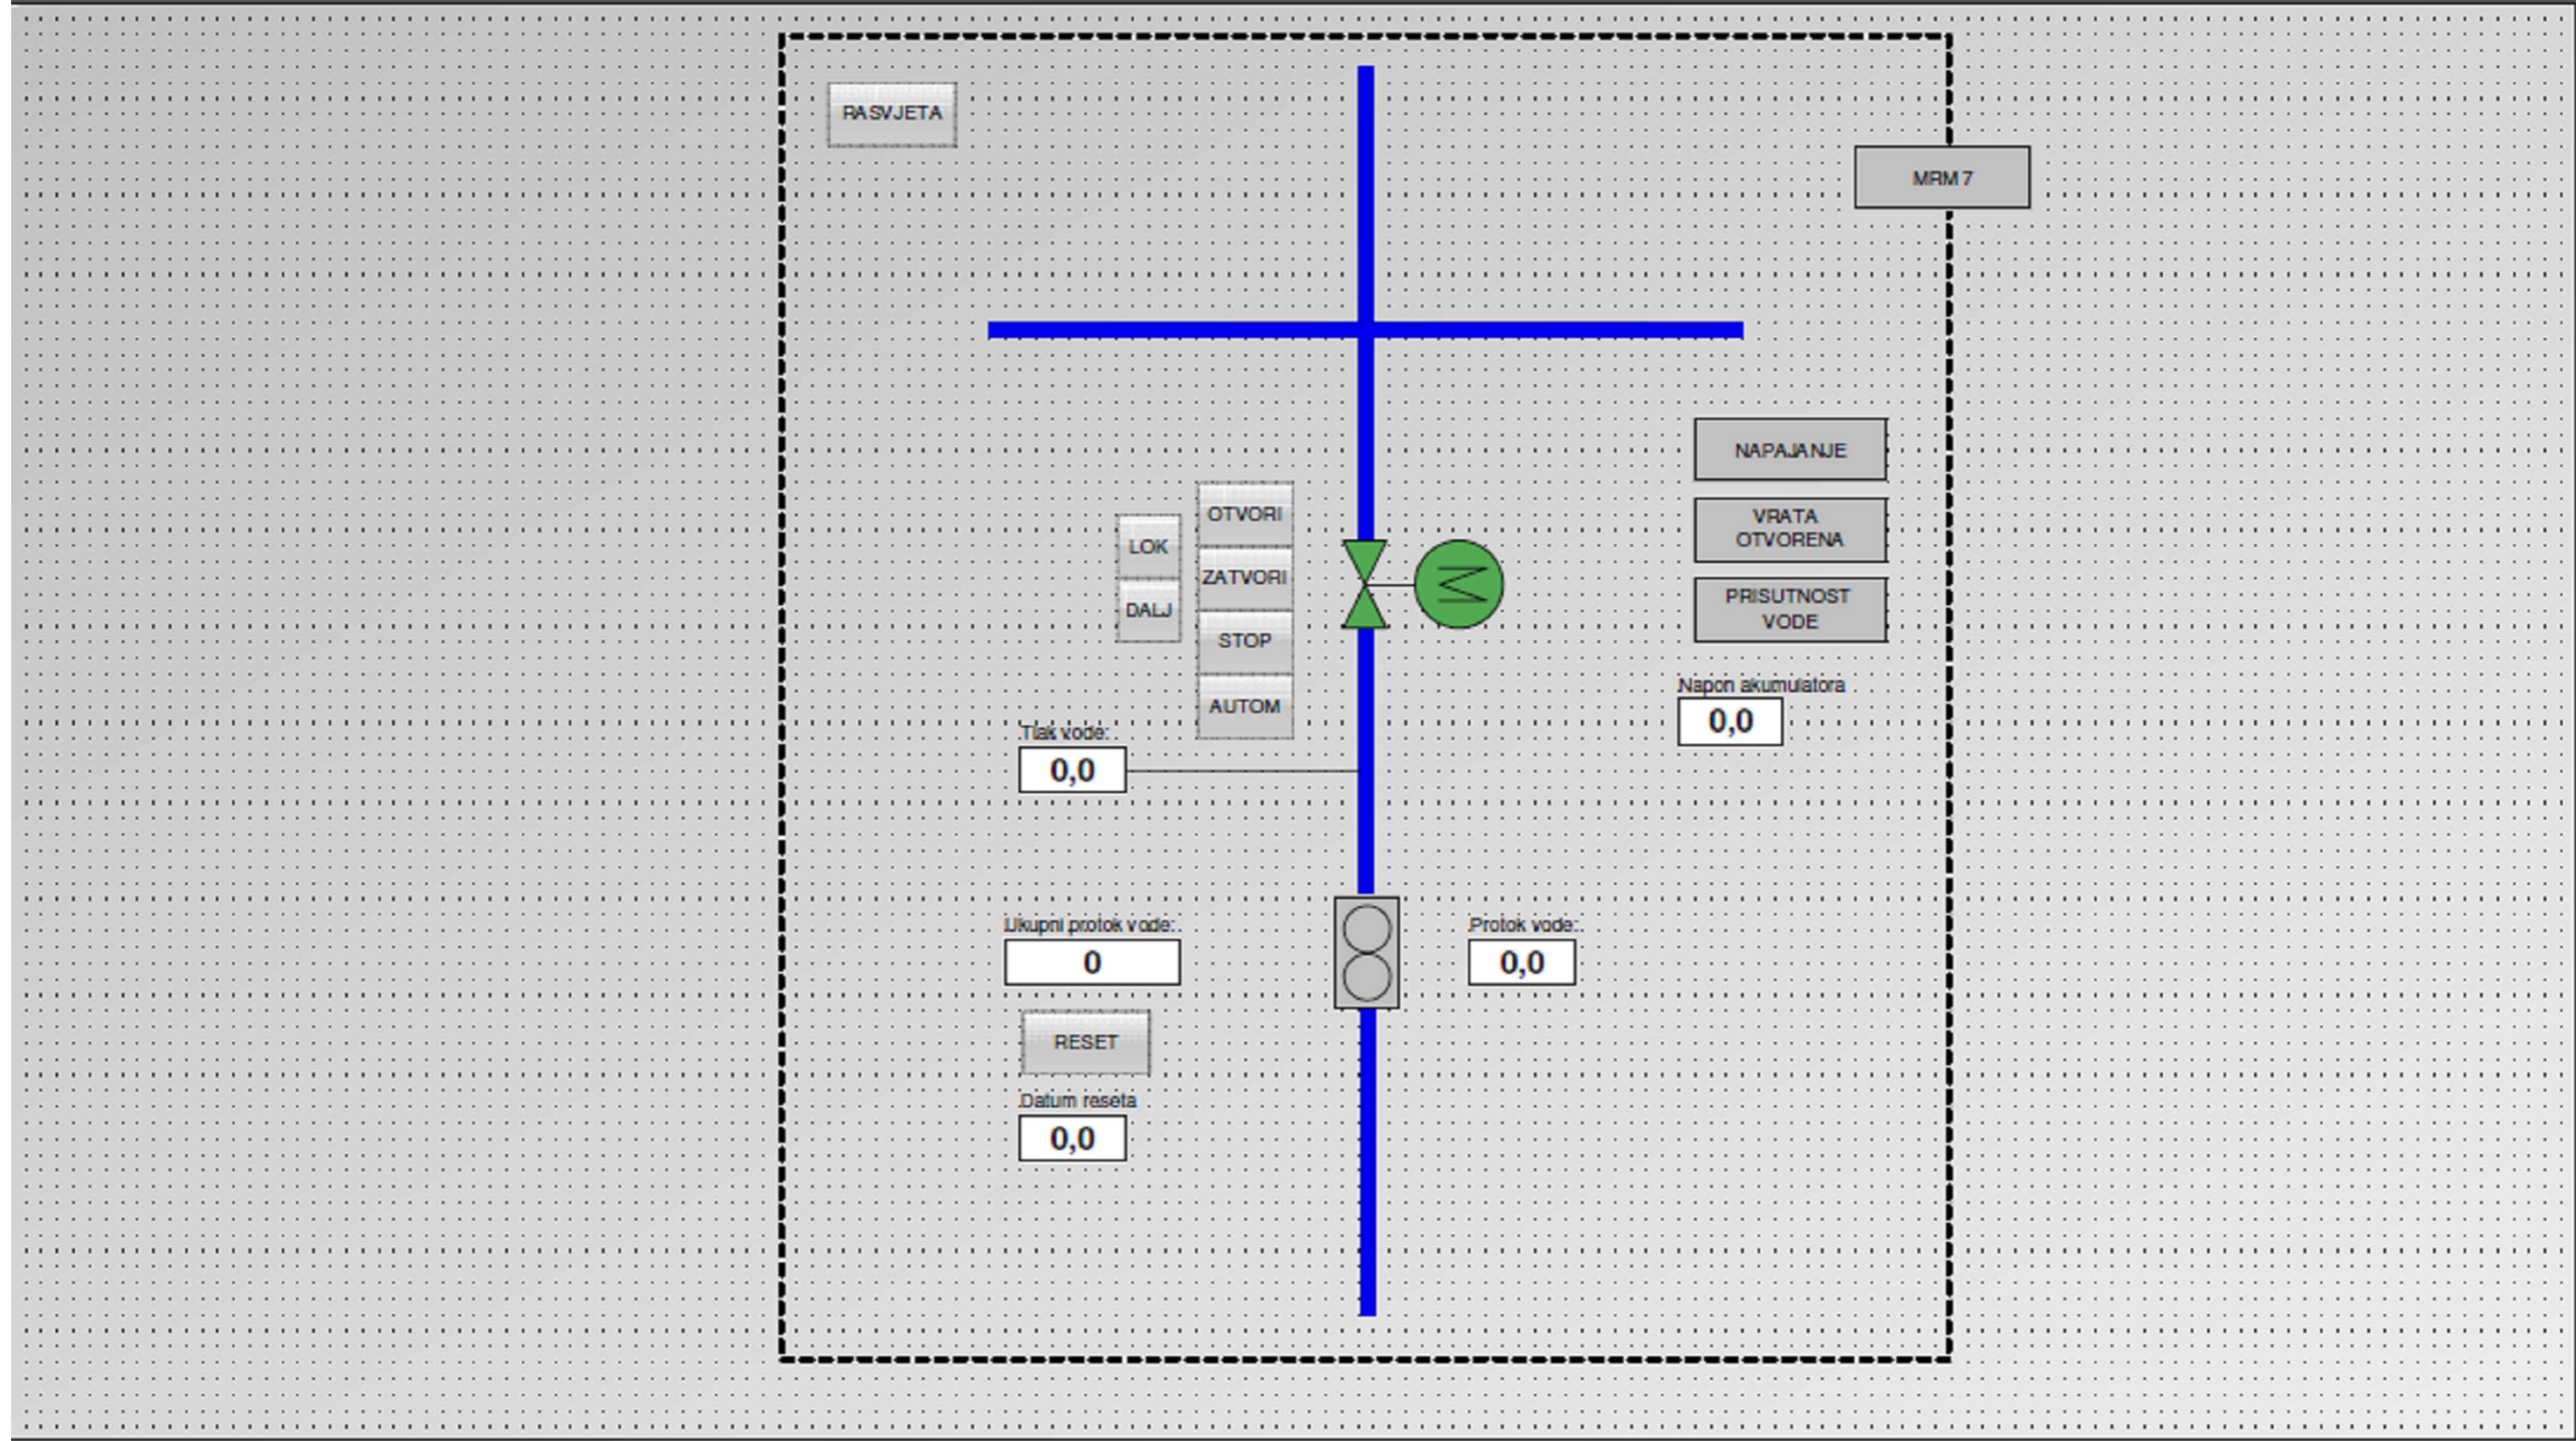 RASVJETA
MRM 7
NAPAJANJE
VRATA
OTVORENA
PRISUTNOST
VODE
OTVORI
LOK
ZATVORI
DALJ
STOP
AUTOM
M
Napon akumulatora
0,0
Tlak vode:
0,0
Ukupni protok vode:
0
Protok vode:
0,0
RESET
Datum reseta
0,0